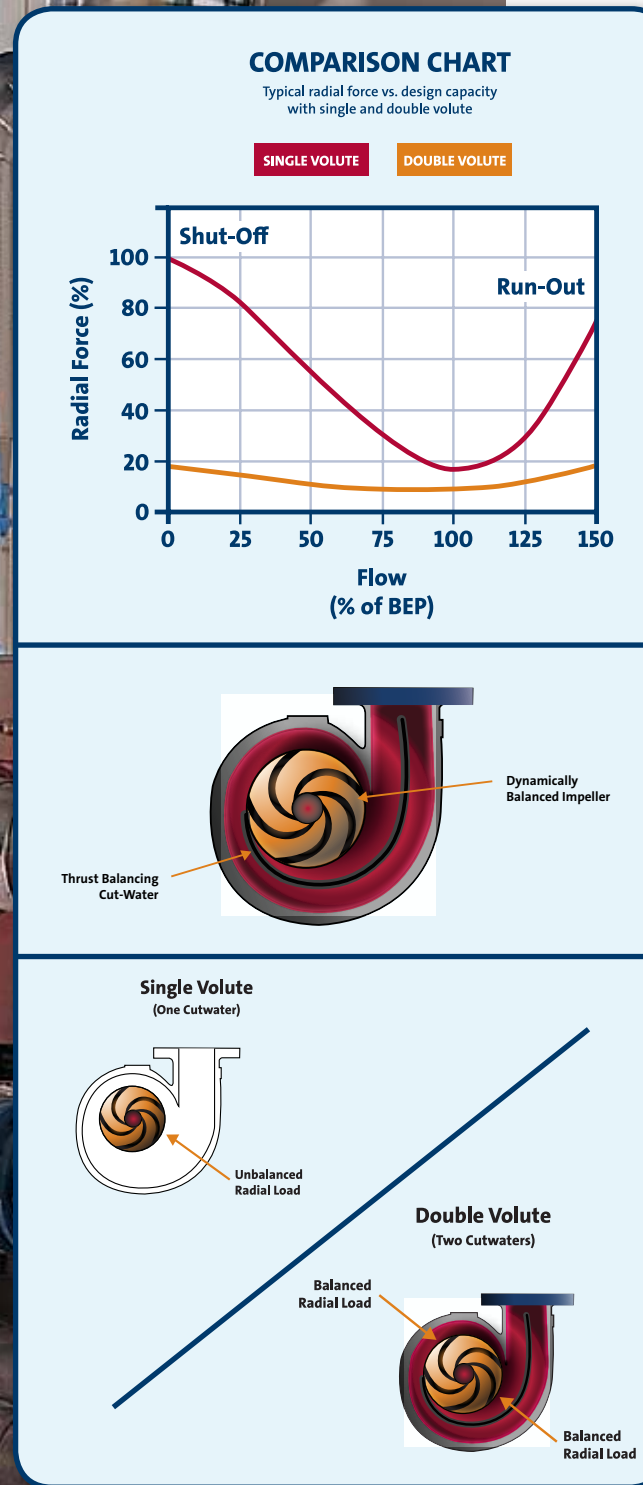 COMPARISON CHART
Typical radial force vs. design capacity
with single and double volute
SINGLE VOLUTE
DOUBLE VOLUTE
Shut-Off
Run-Out
Radial Force (%)
100
80
60
40
20
0
0 25 50 75 100 125 150
Flow
(% of BEP)
Dynamically
Balanced Impeller
Thrust Balancing
Cut-Water
Single Volute
(One Cutwater)
Unbalanced
Radial Load
Double Volute
(Two Cutwaters)
Balanced
Radial Load
Balanced
Radial Load